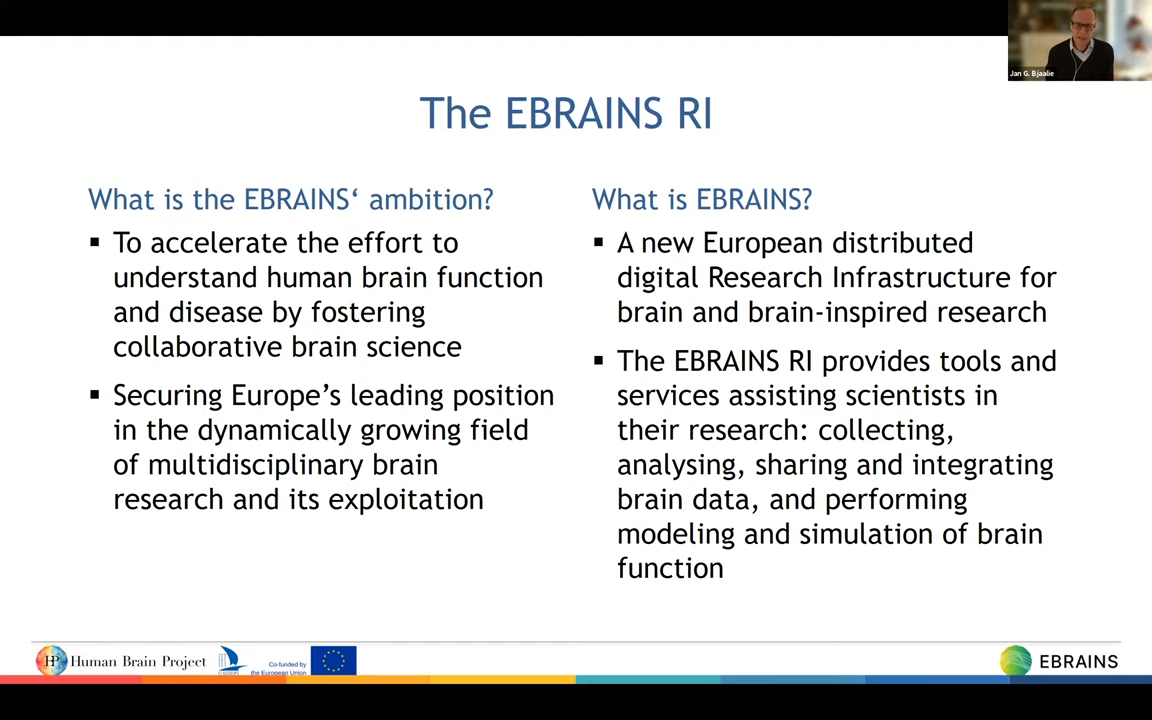 Jan G. Bjaalie
The EBRAINS RI
What is the EBRAINS‘ ambition?
▪ To accelerate the effort to
understand human brain function
and disease by fostering
collaborative brain science
▪ Securing Europe’s leading position
in the dynamically growing field
of multidisciplinary brain
research and its exploitation
What is EBRAINS?
▪ A new European distributed
digital Research Infrastructure for
brain and brain-inspired research
▪ The EBRAINS RI provides tools and
services assisting scientists in
their research: collecting,
analysing, sharing and integrating
brain data, and performing
modeling and simulation of brain
function
HP Human Brain Project
Co-funded by
the European Union
EBRAINS